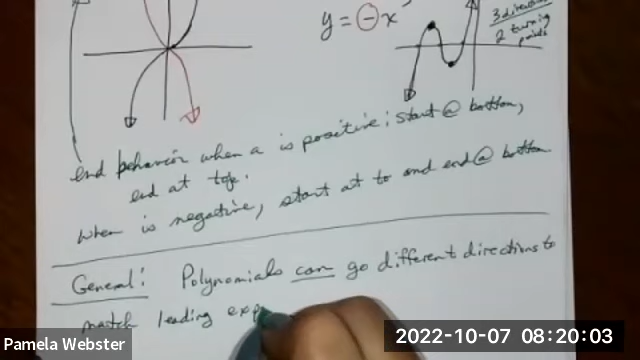 y = -x
3 directions
2 turning
points
end behavior when a is positive; start @ bottom,
end at top.
When is negative, start at to and end @ bottom
General: Polynomials can go different directions to
match leading exp
Pamela Webster
2022-10-07 08:20:03